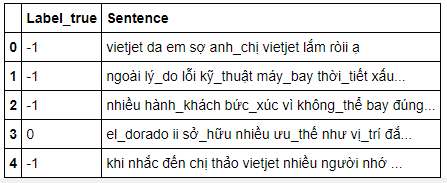 Label_true Sentence
0 -1 vietjet da em sợ anh_chị vietjet lắm ròii ạ
1 -1 ngoài lý_do lỗi kỹ_thuật máy_bay thời_tiết xấu...
2 -1 nhiều hành_khách bức_xúc vì không_thể bay đúng...
3 0 el_dorado ii sở_hữu nhiều ưu_thế như vị_trí đắ...
4 -1 khi nhắc đến chị thảo vietjet nhiều người nhớ ...